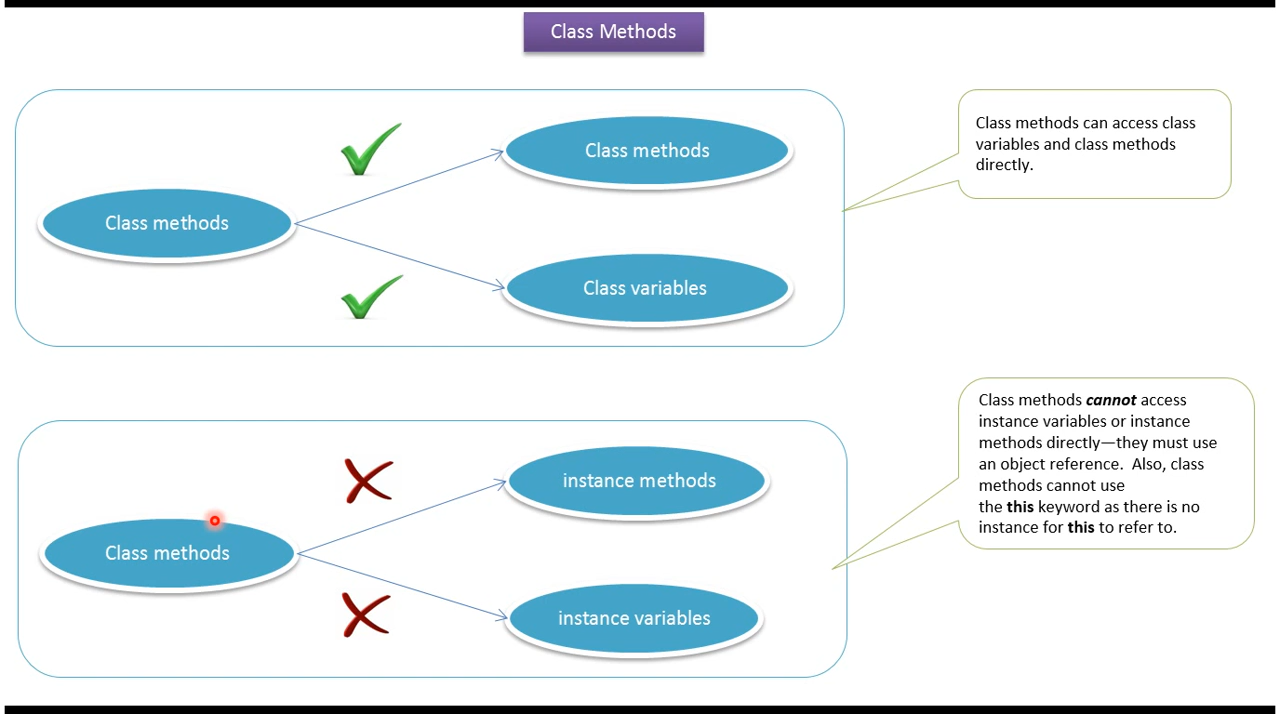 Class Methods
Class methods
Class methods
Class variables
Class methods can access class
variables and class methods
directly.
Class methods
instance methods
instance variables
Class methods cannot access
instance variables or instance
methods directly—they must use
an object reference.  Also, class
methods cannot use
the this keyword as there is no
instance for this to refer to.